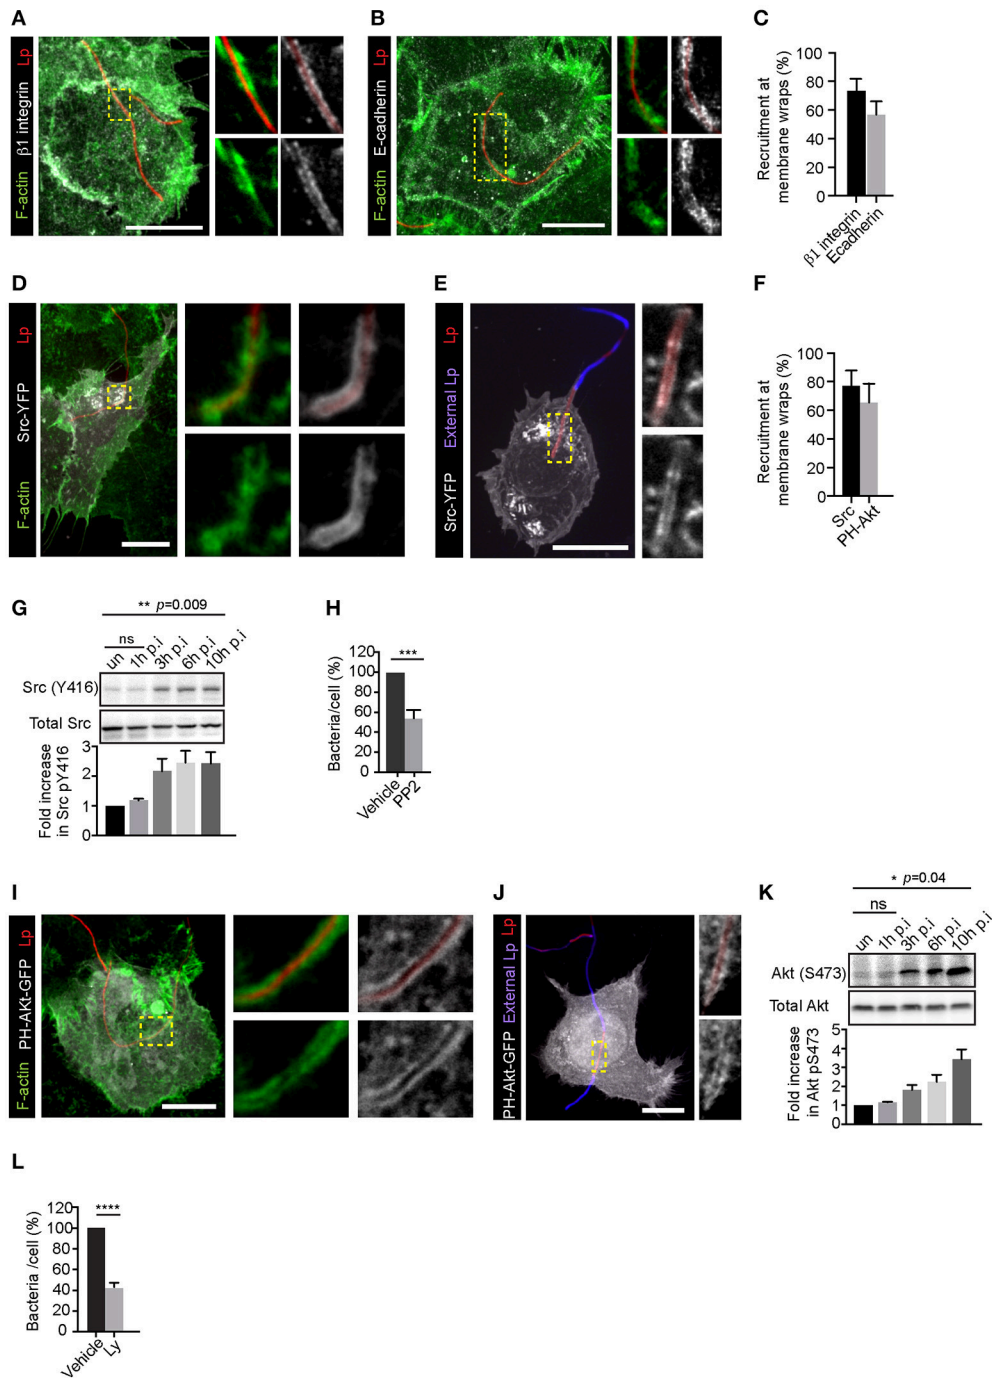 A
F-actin β1 integrin Lp
B
F-actin E-cadherin Lp
C
Recruitment at
membrane wraps (%)
100
80
60
40
20
0
β1 integrin
Ecadherin
D
F-actin Src-YFP Lp
E
Src-YFP External Lp Lp
F
Recruitment at
membrane wraps (%)
100
80
60
40
20
0
Src
PH-Akt
G
** p=0.009
ns
un 1h p.i 3h p.i 6h p.i 10h p.i
Src (Y416)
Total Src
Fold increase
in Src pY416
3
2
1
0
H
Bacteria/cell (%)
120
100
80
60
40
20
0
***
Vehicle
PP2
I
F-actin PH-AKt-GFP Lp
J
PH-Akt-GFP External Lp Lp
K
* p=0.04
ns
un 1h p.i 3h p.i 6h p.i 10h p.i
Akt (S473)
Total Akt
Fold increase
in Akt pS473
5
4
3
2
1
0
L
Bacteria /cell (%)
120
100
80
60
40
20
0
****
Vehicle
Ly